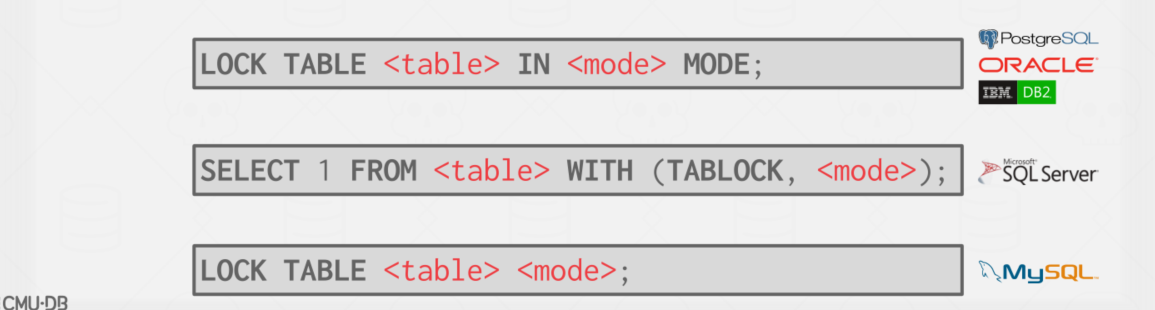 LOCK TABLE <table> IN <mode> MODE;
PostgreSQL
ORACLE
IBM DB2
SELECT 1 FROM <table> WITH (TABLOCK, <mode>);
Microsoft
SQL Server
LOCK TABLE <table> <mode>;
MySQL
CMU·DB